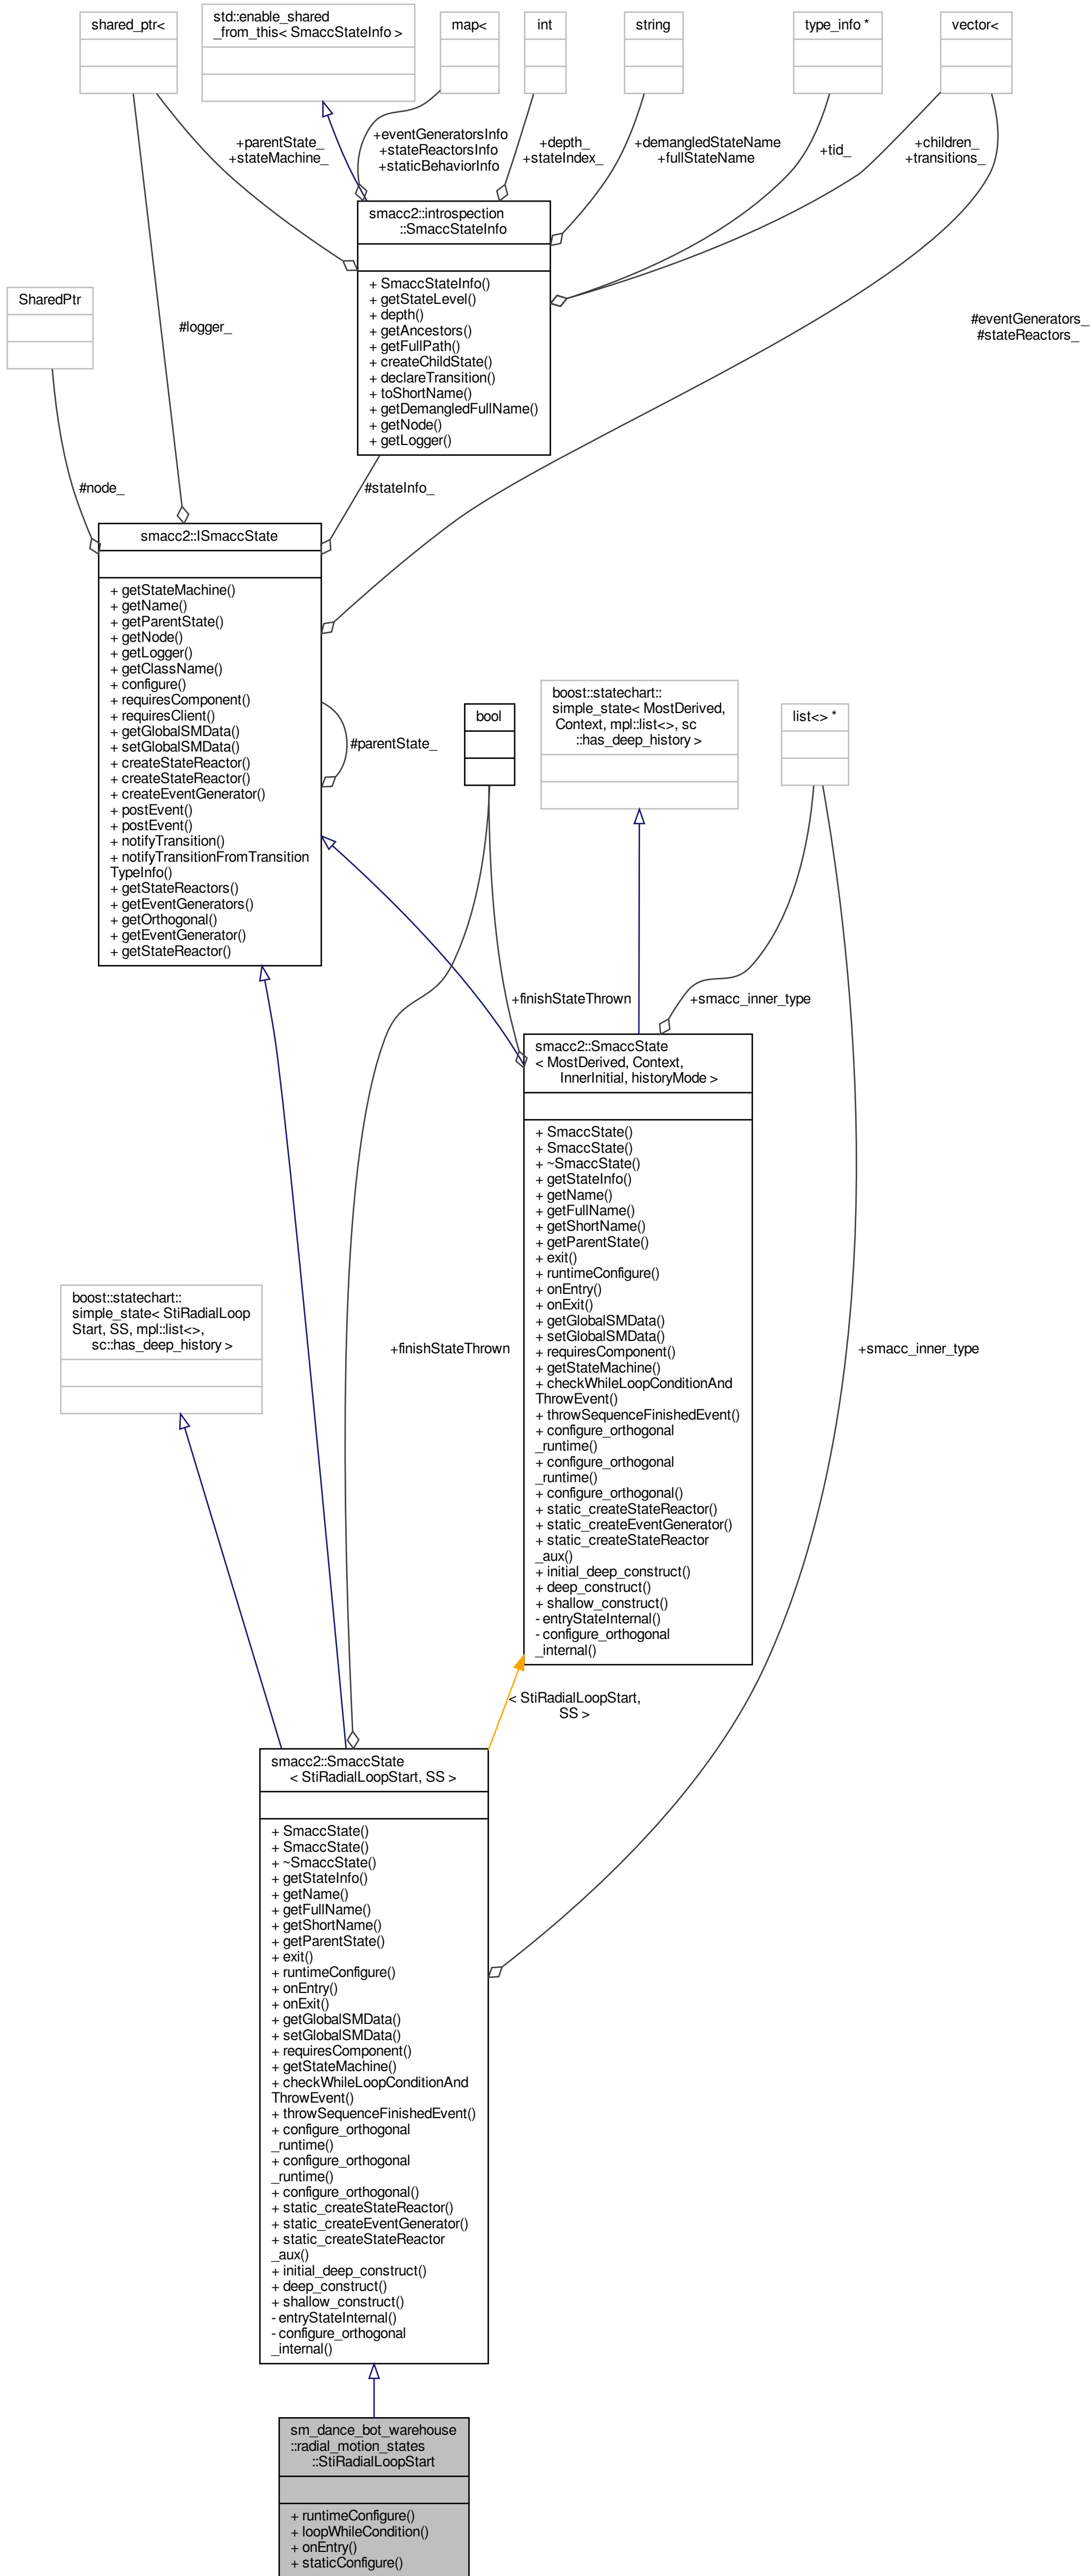 shared_ptr<
std::enable_shared
_from_this< SmaccStateInfo >
map<
int
string
type_info *
vector<
+parentState_
+stateMachine_
+eventGeneratorsInfo
+stateReactorsInfo
+staticBehaviorInfo
+depth_
+stateIndex_
+demangledStateName
+fullStateName
+tid_
+children_
+transitions_
smacc2::introspection
::SmaccStateInfo
+ SmaccStateInfo()
+ getStateLevel()
+ depth()
+ getAncestors()
+ getFullPath()
+ createChildState()
+ declareTransition()
+ toShortName()
+ getDemangledFullName()
+ getNode()
+ getLogger()
SharedPtr
#logger_
#eventGenerators_
#stateReactors_
#node_
#stateInfo_
smacc2::ISmaccState
+ getStateMachine()
+ getName()
+ getParentState()
+ getNode()
+ getLogger()
+ getClassName()
+ configure()
+ requiresComponent()
+ requiresClient()
+ getGlobalSMData()
+ setGlobalSMData()
+ createStateReactor()
+ createStateReactor()
+ createEventGenerator()
+ postEvent()
+ postEvent()
+ notifyTransition()
+ notifyTransitionFromTransition
TypeInfo()
+ getStateReactors()
+ getEventGenerators()
+ getOrthogonal()
+ getEventGenerator()
+ getStateReactor()
#parentState_
bool
boost::statechart::
simple_state< MostDerived,
Context, mpl::list<>, sc
::has_deep_history >
list<> *
+finishStateThrown
+smacc_inner_type
smacc2::SmaccState
< MostDerived, Context,
InnerInitial, historyMode >
+ SmaccState()
+ SmaccState()
+ ~SmaccState()
+ getStateInfo()
+ getName()
+ getFullName()
+ getShortName()
+ getParentState()
+ exit()
+ runtimeConfigure()
+ onEntry()
+ onExit()
+ getGlobalSMData()
+ setGlobalSMData()
+ requiresComponent()
+ getStateMachine()
+ checkWhileLoopConditionAnd
ThrowEvent()
+ throwSequenceFinishedEvent()
+ configure_orthogonal
_runtime()
+ configure_orthogonal
_runtime()
+ configure_orthogonal()
+ static_createStateReactor()
+ static_createEventGenerator()
+ static_createStateReactor
_aux()
+ initial_deep_construct()
+ deep_construct()
+ shallow_construct()
- entryStateInternal()
- configure_orthogonal
_internal()
boost::statechart::
simple_state< StiRadialLoop
Start, SS, mpl::list<>,
sc::has_deep_history >
+finishStateThrown
+smacc_inner_type
< StiRadialLoopStart,
SS >
smacc2::SmaccState
< StiRadialLoopStart, SS >
+ SmaccState()
+ SmaccState()
+ ~SmaccState()
+ getStateInfo()
+ getName()
+ getFullName()
+ getShortName()
+ getParentState()
+ exit()
+ runtimeConfigure()
+ onEntry()
+ onExit()
+ getGlobalSMData()
+ setGlobalSMData()
+ requiresComponent()
+ getStateMachine()
+ checkWhileLoopConditionAnd
ThrowEvent()
+ throwSequenceFinishedEvent()
+ configure_orthogonal
_runtime()
+ configure_orthogonal
_runtime()
+ configure_orthogonal()
+ static_createStateReactor()
+ static_createEventGenerator()
+ static_createStateReactor
_aux()
+ initial_deep_construct()
+ deep_construct()
+ shallow_construct()
- entryStateInternal()
- configure_orthogonal
_internal()
sm_dance_bot_warehouse
::radial_motion_states
::StiRadialLoopStart
+ runtimeConfigure()
+ loopWhileCondition()
+ onEntry()
+ staticConfigure()